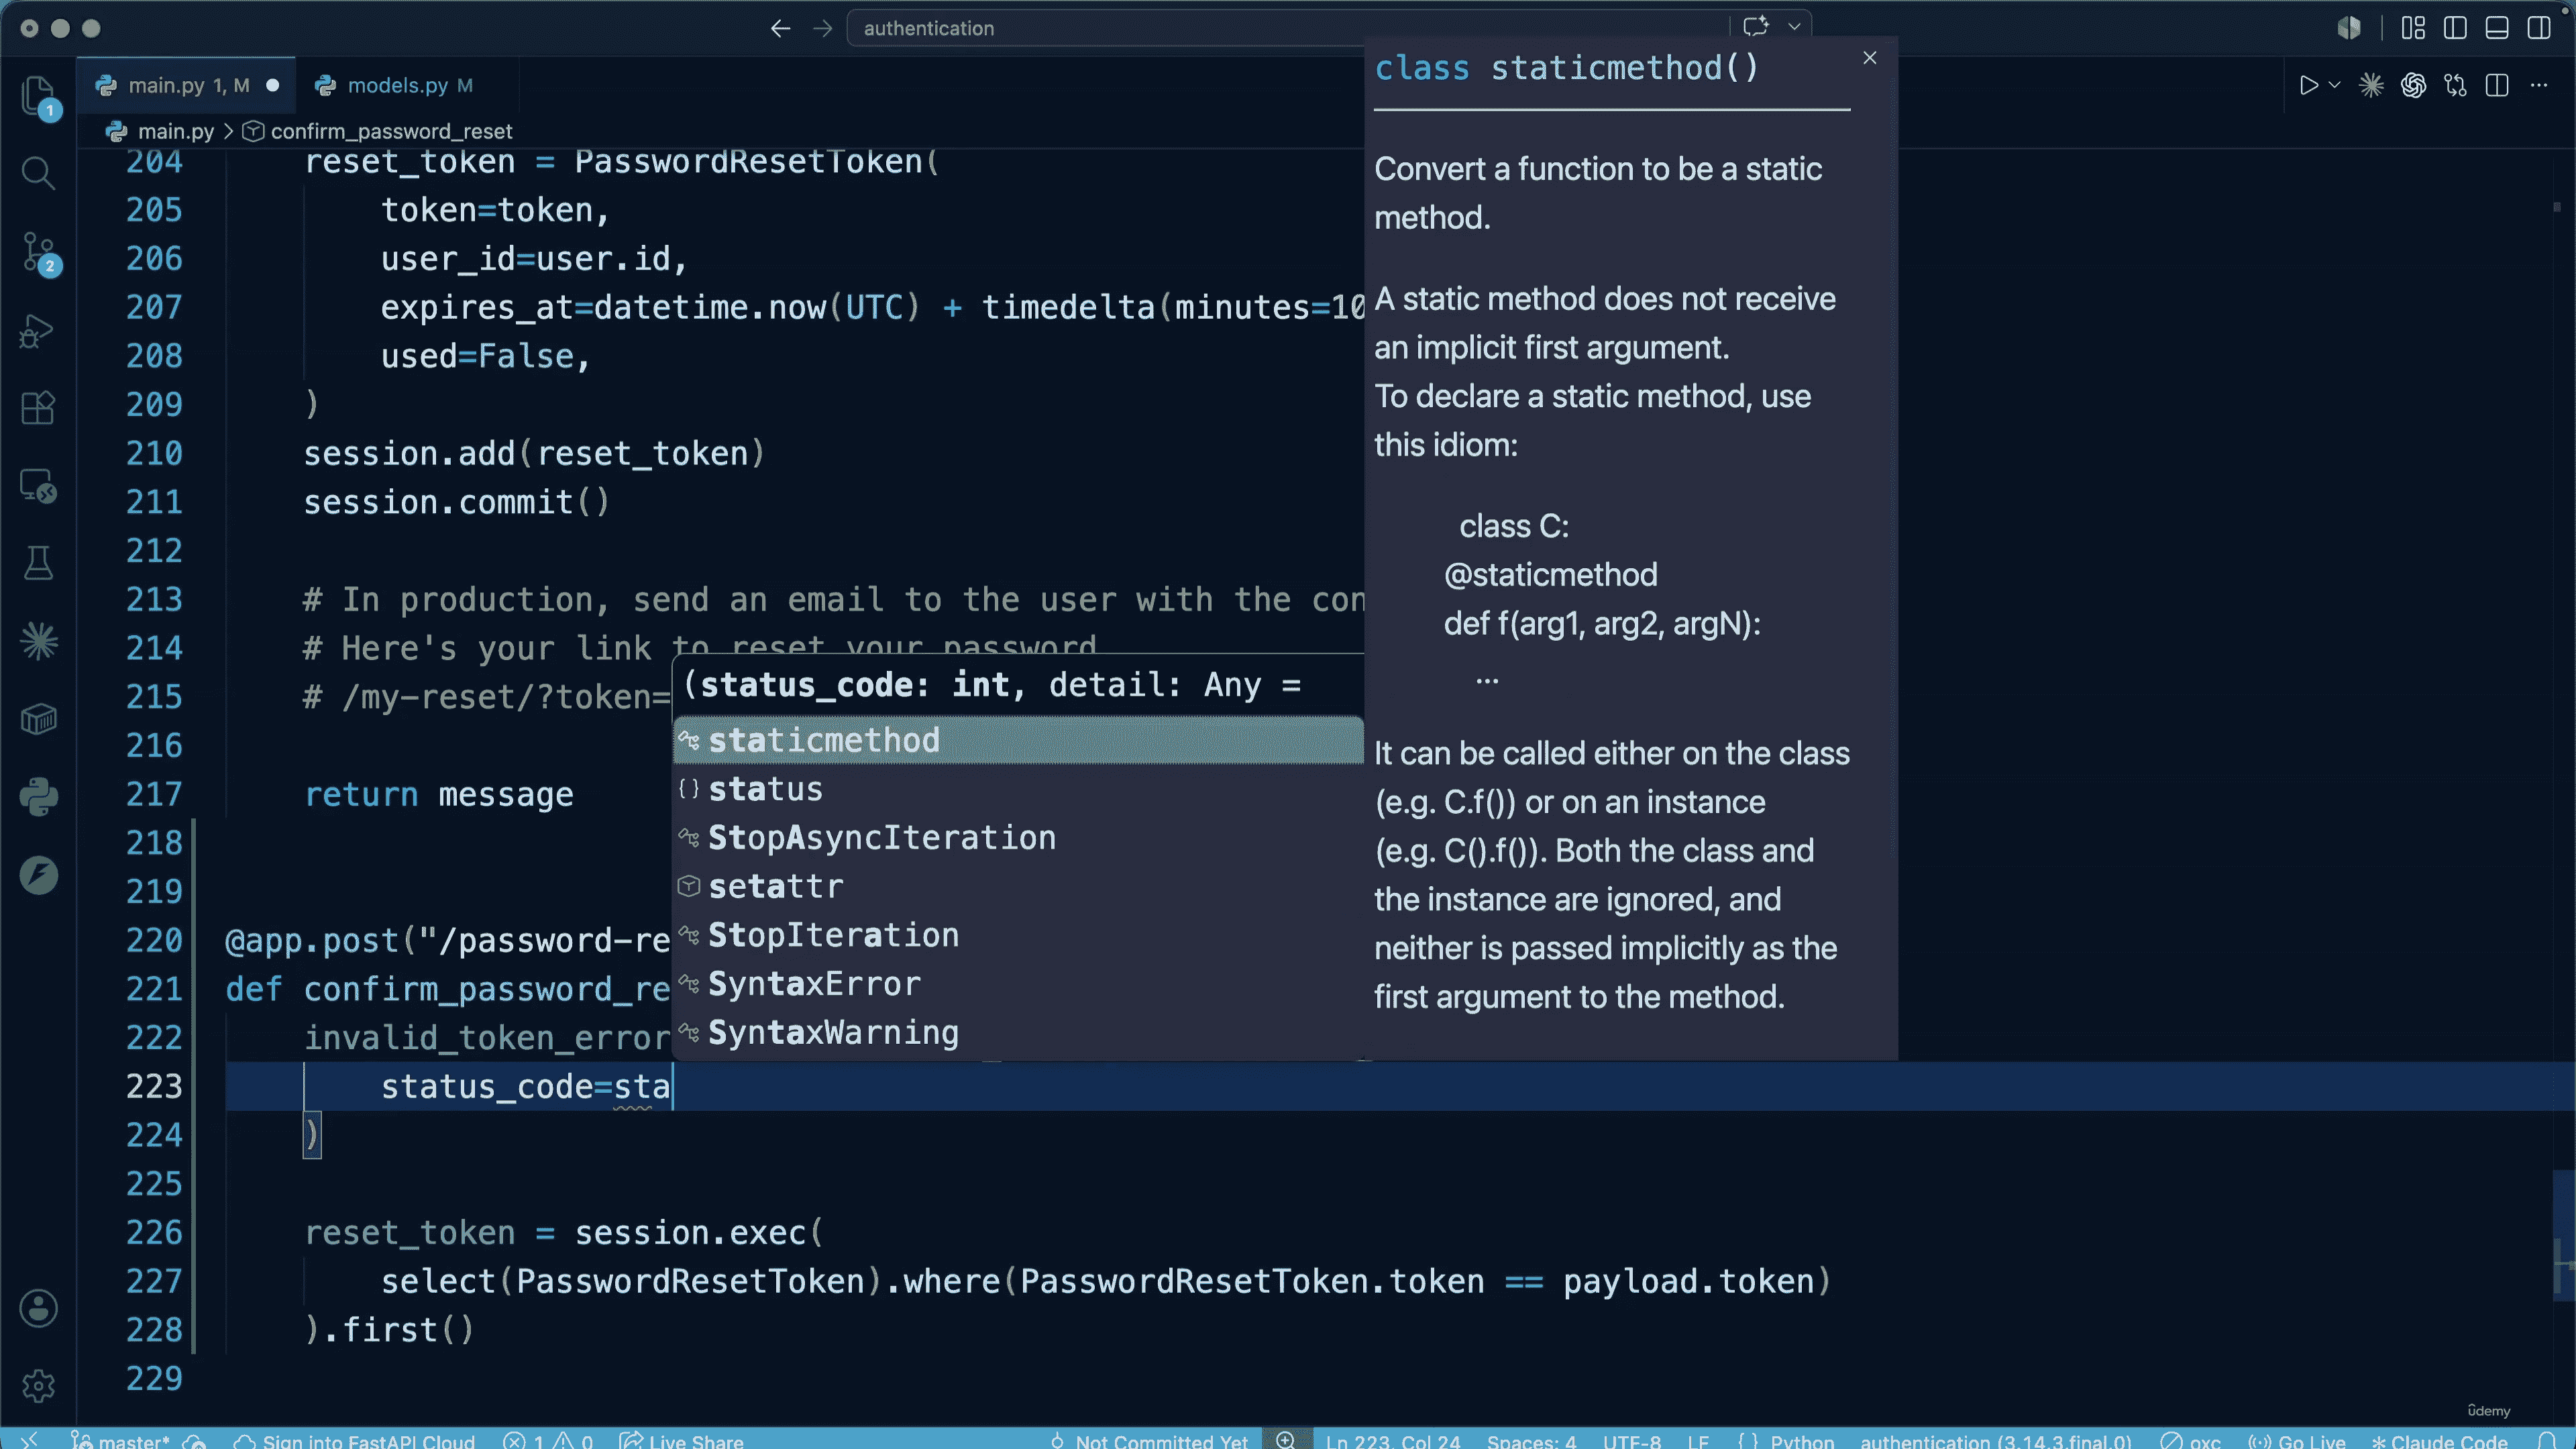 authentication
main.py 1, M
models.py M
main.py > confirm_password_reset
204 reset_token = PasswordResetToken(
205 token=token,
206 user_id=user.id,
207 expires_at=datetime.now(UTC) + timedelta(minutes=10
208 used=False,
209 )
210 session.add(reset_token)
211 session.commit()
212
213 # In production, send an email to the user with the con
214 # Here's your link to reset your password
215 # /my-reset/?token=
216
217 return message
218
219
220 @app.post("/password-re
221 def confirm_password_re
222 invalid_token_error
223 status_code=sta
224 )
225
226 reset_token = session.exec(
227 select(PasswordResetToken).where(PasswordResetToken.token == payload.token)
228 ).first()
229
(status_code: int, detail: Any =
staticmethod
status
StopAsyncIteration
setattr
StopIteration
SyntaxError
SyntaxWarning
class staticmethod()
Convert a function to be a static
method.
A static method does not receive
an implicit first argument.
To declare a static method, use
this idiom:
class C:
@staticmethod
def f(arg1, arg2, argN):
...
It can be called either on the class
(e.g. C.f()) or on an instance
(e.g. C().f()). Both the class and
the instance are ignored, and
neither is passed implicitly as the
first argument to the method.
1
2
ûdemy
master* Sign into FastAPI Cloud 1 0 Live Share Not Committed Yet Ln 223, Col 24 Spaces: 4 UTF-8 LF {} Python authentication (3.14.3.final.0) oxc Go Live Claude Code